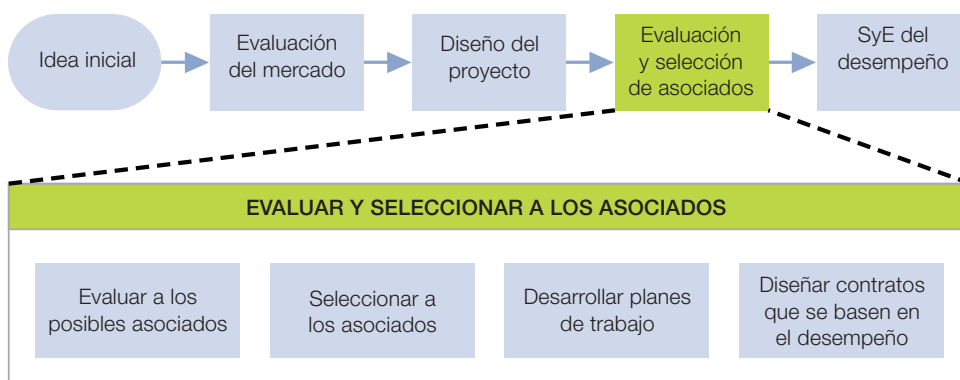 Idea inicial
Evaluación
del mercado
Diseño del
proyecto
Evaluación
y selección
de asociados
SyE del
desempeño
EVALUAR Y SELECCIONAR A LOS ASOCIADOS
Evaluar a los
posibles asociados
Seleccionar a
los asociados
Desarrollar planes
de trabajo
Diseñar contratos
que se basen en
el desempeño